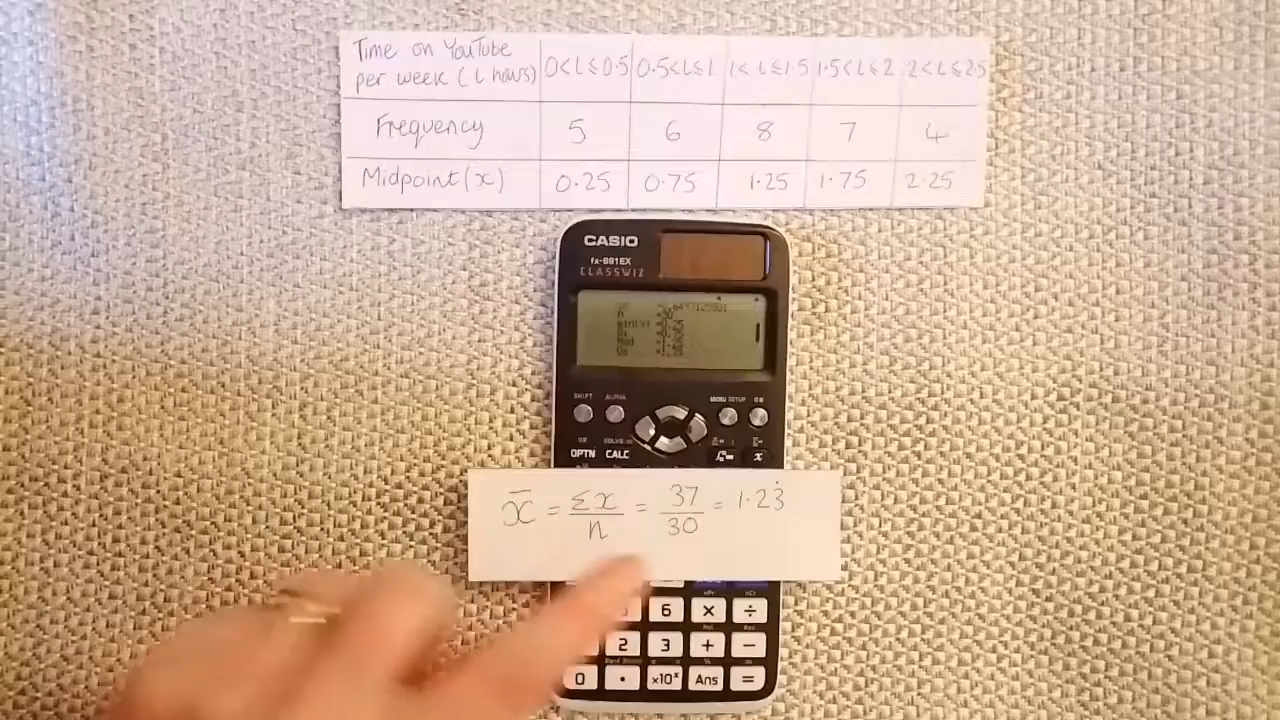 Time on YouTube
per week (L hours)
0<L≤0.5
0.5<L≤1
1<L≤1.5
1.5<L≤2
2<L≤2.5
Frequency
5
6
8
7
4
Midpoint(x)
0.25
0.75
1.25
1.75
2.25
CASIO
fx-991EX
CLASSWIZ
SHIFT
ALPHA
MENU SETUP
ON
OPTN
CALC
x
x̄ = Σx/n = 37/30 = 1.23̇
6
×
÷
2
3
+
−
0
•
×10ˣ
Ans
=